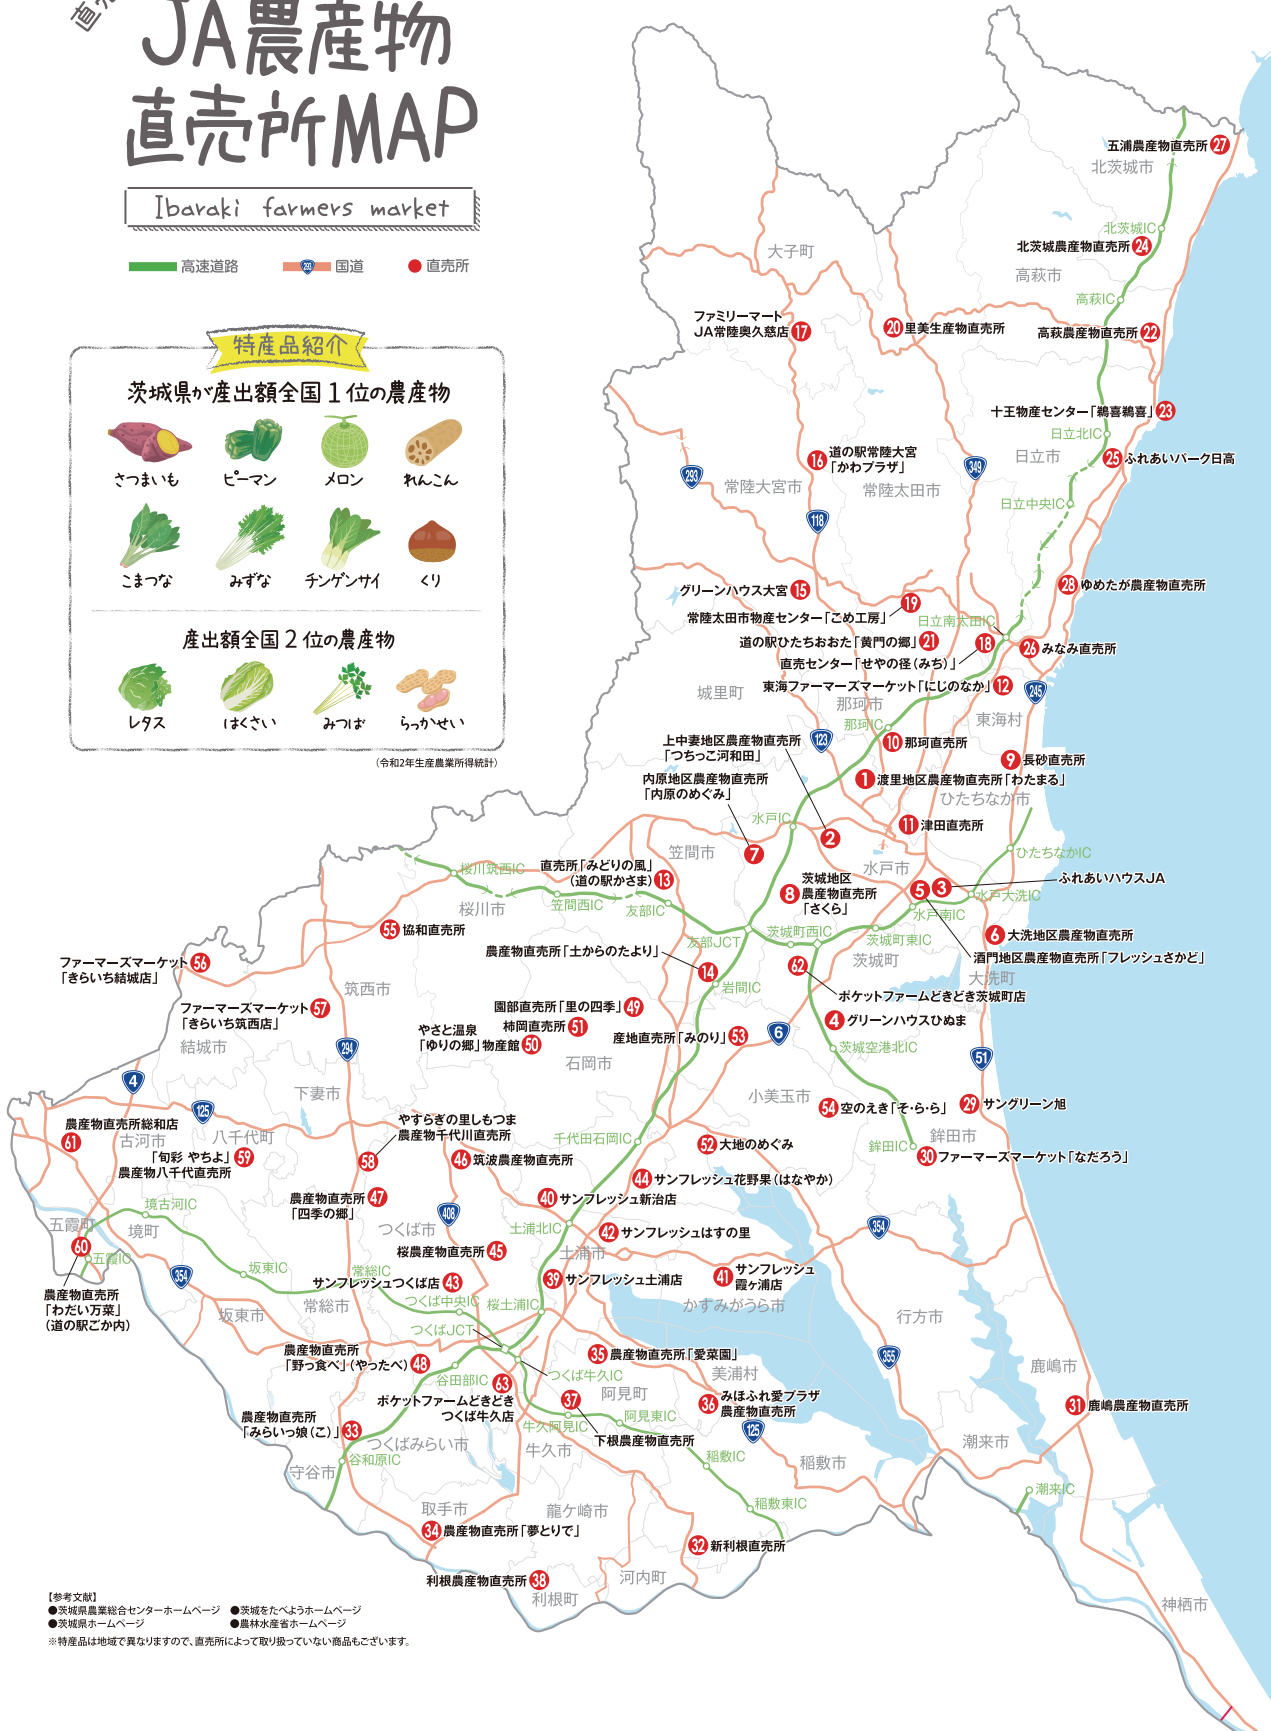 直売
JA農産物
直売所MAP
Ibaraki farmers market
高速道路
293
国道
直売所
特産品紹介
茨城県が産出額全国1位の農産物
さつまいも
ピーマン
メロン
れんこん
こまつな
みずな
チンゲンサイ
くり
産出額全国2位の農産物
レタス
はくさい
みつば
らっかせい
（令和2年生産農業所得統計）
五浦農産物直売所 27
北茨城市
北茨城IC
北茨城農産物直売所 24
高萩市
高萩IC
大子町
ファミリーマート
JA常陸奥久慈店 17
20 里美生産物直売所
高萩農産物直売所 22
十王物産センター「鵜喜鵜喜」 23
日立北IC
日立市
25 ふれあいパーク日高
16 道の駅常陸大宮
「かわプラザ」
349
293
常陸大宮市
常陸太田市
日立中央IC
118
28 ゆめたが農産物直売所
グリーンハウス大宮 15
19
常陸太田市物産センター「こめ工房」
日立南太田IC
道の駅ひたちおおた「黄門の郷」 21
18
26 みなみ直売所
直売センター「せやの径（みち）」
東海ファーマーズマーケット「にじのなか」 12
245
城里町
那珂市
東海村
那珂IC
上中妻地区農産物直売所
「つちっこ河和田」
123
10 那珂直売所
9 長砂直売所
内原地区農産物直売所
「内原のめぐみ」
1 渡里地区農産物直売所「わたまる」
ひたちなか市
水戸IC
2
11 津田直売所
7
笠間市
ひたちなかIC
水戸市
桜川筑西IC
直売所「みどりの風」
（道の駅かさま） 13
8 茨城地区
農産物直売所
「さくら」
5 3
ふれあいハウスJA
水戸大洗IC
笠間西IC
友部IC
桜川市
水戸南IC
55 協和直売所
友部JCT
茨城町西IC
茨城町東IC
6 大洗地区農産物直売所
農産物直売所「土からのたより」
14
茨城町
酒門地区農産物直売所「フレッシュさかど」
大洗町
ファーマーズマーケット 56
「きらいち結城店」
62
岩間IC
筑西市
ポケットファームどきどき茨城町店
ファーマーズマーケット 57
「きらいち筑西店」
園部直売所「里の四季」 49
柿岡直売所 51
4 グリーンハウスひぬま
やさと温泉
「ゆりの郷」物産館 50
産地直売所「みのり」 53
6
結城市
294
石岡市
茨城空港北IC
51
4
下妻市
小美玉市
54 空のえき「そ・ら・ら」
29 サングリーン旭
125
農産物直売所総和店
61
古河市
八千代町
やすらぎの里しもつま
農産物千代川直売所
千代田石岡IC
52 大地のめぐみ
鉾田市
鉾田IC
30 ファーマーズマーケット「なだろう」
「旬彩 やちよ」 59
農産物八千代直売所
58
46 筑波農産物直売所
44 サンフレッシュ花野果（はなやか）
農産物直売所 47
「四季の郷」
40 サンフレッシュ新治店
境古河IC
408
五霞町
境町
つくば市
土浦北IC
42 サンフレッシュはすの里
354
60
五霞IC
桜農産物直売所 45
土浦市
坂東IC
常総IC
354
サンフレッシュつくば店 43
39 サンフレッシュ土浦店
41 サンフレッシュ
霞ヶ浦店
農産物直売所
「わだい万菜」
（道の駅ごか内）
坂東市
常総市
つくば中央IC
桜土浦IC
かすみがうら市
行方市
つくばJCT
農産物直売所
「野っ食べ」（やったべ） 48
35 農産物直売所「愛菜園」
355
鹿嶋市
つくば牛久IC
美浦村
谷田部IC
63
ポケットファームどきどき
つくば牛久店
37
阿見町
36 みほふれ愛プラザ
農産物直売所
31 鹿嶋農産物直売所
農産物直売所
「みらいっ娘（こ）」 33
阿見東IC
牛久阿見IC
125
下根農産物直売所
つくばみらい市
牛久市
潮来市
守谷市
谷和原IC
稲敷IC
稲敷市
潮来IC
取手市
龍ケ崎市
稲敷東IC
34 農産物直売所「夢とりで」
32 新利根直売所
利根農産物直売所 38
河内町
利根町
神栖市
【参考文献】
●茨城県農業総合センターホームページ ●茨城をたべようホームページ
●茨城県ホームページ ●農林水産省ホームページ
※特産品は地域で異なりますので、直売所によって取り扱っていない商品もございます。